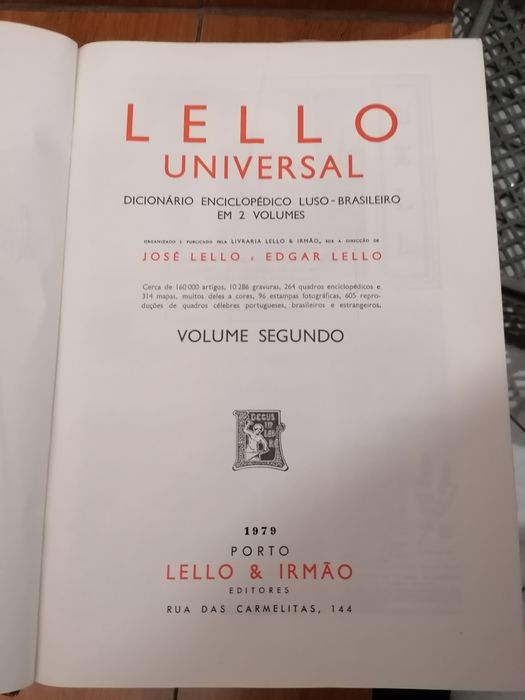 LELLO
UNIVERSAL
DICIONÁRIO ENCICLOPÉDICO LUSO-BRASILEIRO
EM 2 VOLUMES
ORGANIZADO E PUBLICADO PELA LIVRARIA LELLO & IRMÃO, SOB A DIRECÇÃO DE
JOSÉ LELLO E EDGAR LELLO
Cerca de 160 000 artigos, 10 286 gravuras, 264 quadros enciclopédicos e
314 mapas, muitos deles a cores, 96 estampas fotográficas, 605 repro-
duções de quadros célebres portugueses, brasileiros e estrangeiros.
VOLUME SEGUNDO
DECUS
IN
1979
PORTO
LELLO & IRMÃO
EDITORES
RUA DAS CARMELITAS, 144